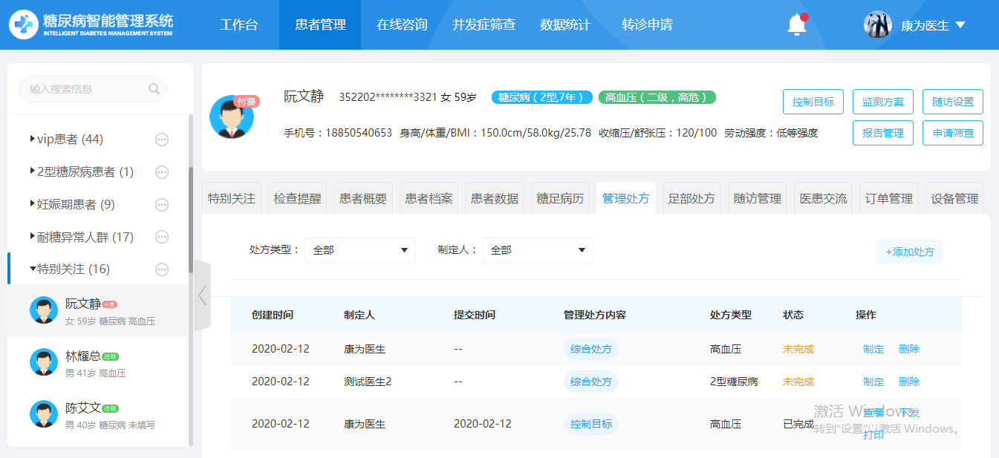 糖尿病智能管理系统
INTELLIGENT DIABETES MANAGEMENT SYSTEM
工作台 患者管理 在线咨询 并发症筛查 数据统计 转诊申请 康为医生
输入搜索信息
vip患者 (44)
2型糖尿病患者 (1)
妊娠期患者 (9)
耐糖异常人群 (17)
特别关注 (16)
阮文静 付费
女 59岁 糖尿病 高血压
林耀总 过期
男 41岁 高血压
陈艾文 过期
男 40岁 糖尿病 未填写
付费
阮文静 352202********3321 女 59岁 糖尿病（2型,7年） 高血压（二级，高危）
手机号：18850540653 身高/体重/BMI：150.0cm/58.0kg/25.78 收缩压/舒张压：120/100 劳动强度：低等强度
控制目标 监测方案 随访设置
报告管理 申请筛查
特别关注 检查提醒 患者概要 患者档案 患者数据 糖足病历 管理处方 足部处方 随访管理 医患交流 订单管理 设备管理
处方类型： 全部 制定人： 全部 +添加处方
创建时间 制定人 提交时间 管理处方内容 处方类型 状态 操作
2020-02-12 康为医生 -- 综合处方 高血压 未完成 制定 删除
2020-02-12 测试医生2 -- 综合处方 2型糖尿病 未完成 制定 删除
2020-02-12 康为医生 2020-02-12 控制目标 高血压 已完成 查看 下发
打印
激活 Windows
转到"设置"以激活 Windows。